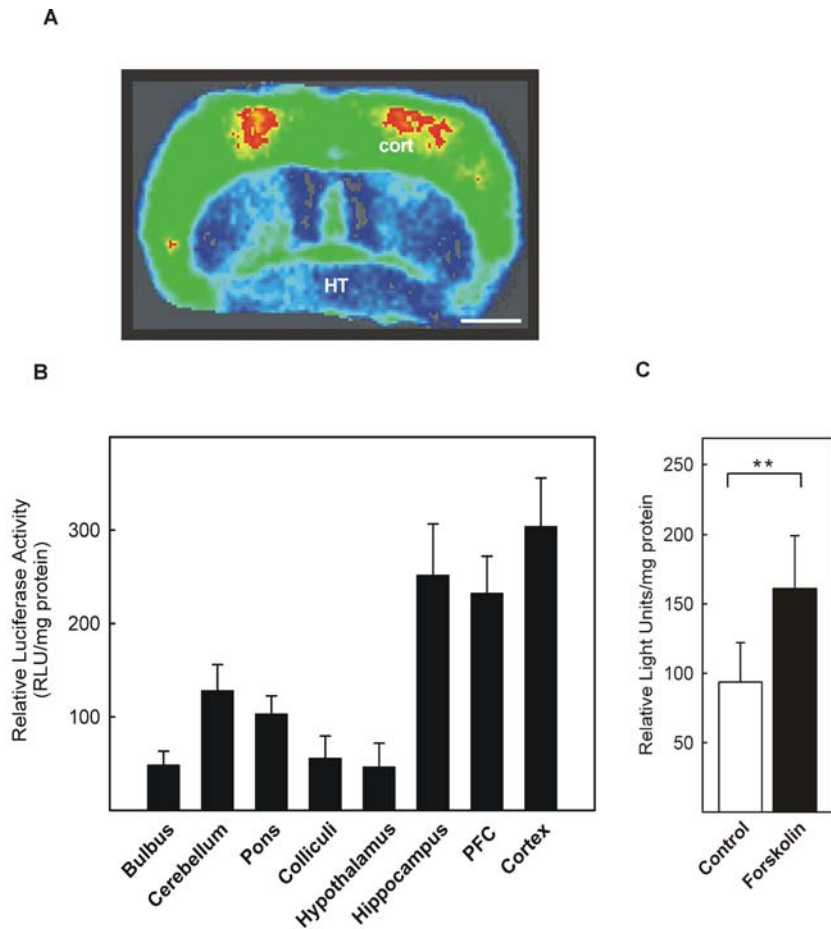 A
cort
HT
B
Relative Luciferase Activity
(RLU/mg protein)
300
200
100
Bulbus
Cerebellum
Pons
Colliculi
Hypothalamus
Hippocampus
PFC
Cortex
C
Relative Light Units/mg protein
250
200
150
100
50
**
Control
Forskolin